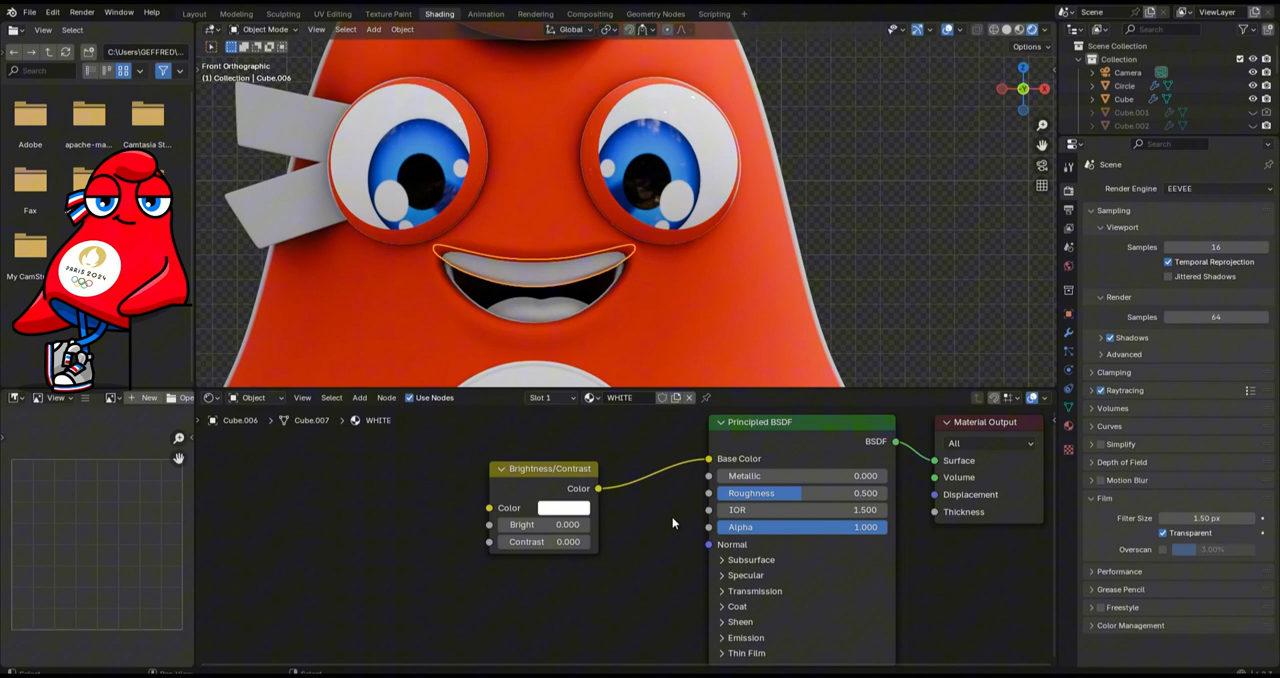 File Edit Render Window Help Layout Modeling Sculpting UV Editing Texture Paint Shading Animation Rendering Compositing Geometry Nodes Scripting + Scene ViewLayer
View Select C:\Users\GEFFRED\...
Search
Adobe apache-ma... Camtasia St...
Fax
My CamSt
PARIS 2024
Object Mode View Select Add Object Global
Options
Front Orthographic
(1) Collection | Cube.006
Z
-Y
X
Search
Scene Collection
Collection
Camera
Circle
Cube
Cube.001
Cube.002
Search
Scene
Render Engine EEVEE
Sampling
Viewport
Samples 16
Temporal Reprojection
Jittered Shadows
Render
Samples 64
Shadows
Advanced
Clamping
Raytracing
Volumes
Curves
Simplify
Depth of Field
Motion Blur
Film
Filter Size 1.50 px
Transparent
Overscan 3.00%
Performance
Grease Pencil
Freestyle
Color Management
View + New Ope
Object View Select Add Node Use Nodes Slot 1 WHITE
Cube.006 > Cube.007 > WHITE
Brightness/Contrast
Color
Color
Bright 0.000
Contrast 0.000
Principled BSDF
BSDF
Base Color
Metallic 0.000
Roughness 0.500
IOR 1.500
Alpha 1.000
Normal
Subsurface
Specular
Transmission
Coat
Sheen
Emission
Thin Film
Material Output
All
Surface
Volume
Displacement
Thickness